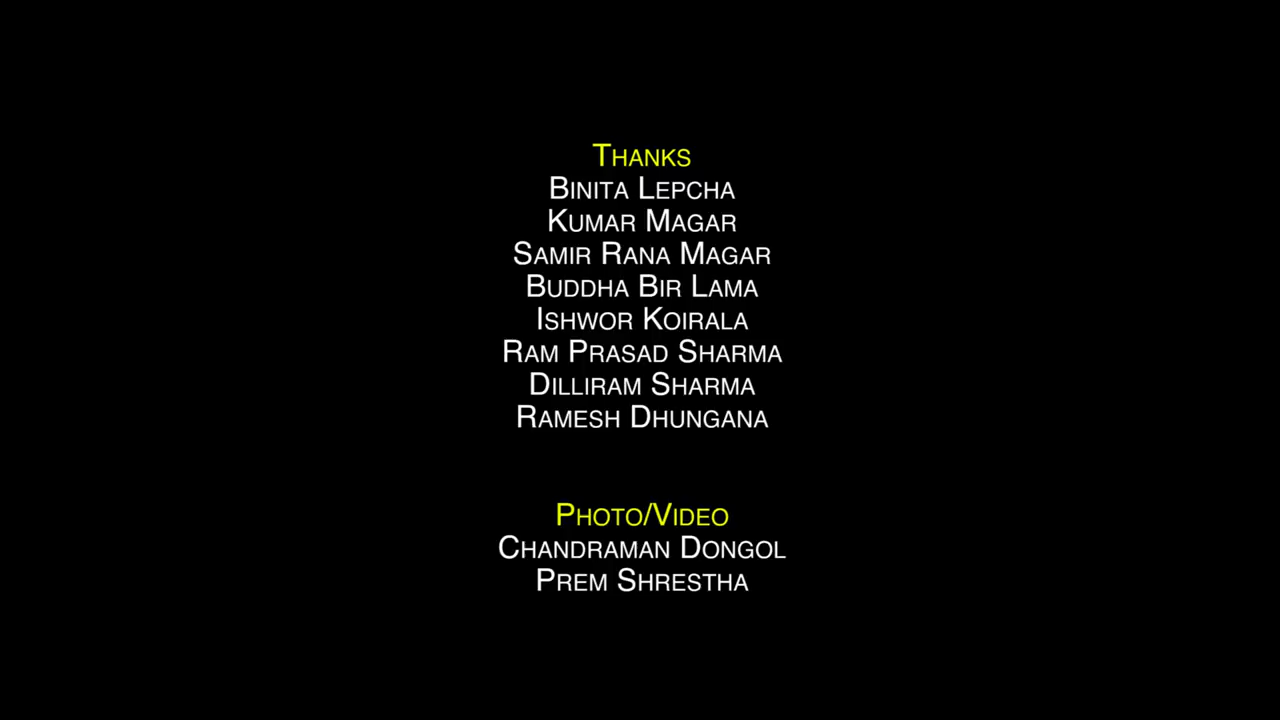 Thanks
Binita Lepcha
Kumar Magar
Samir Rana Magar
Buddha Bir Lama
Ishwor Koirala
Ram Prasad Sharma
Dilliram Sharma
Ramesh Dhungana
Photo/Video
Chandraman Dongol
Prem Shrestha